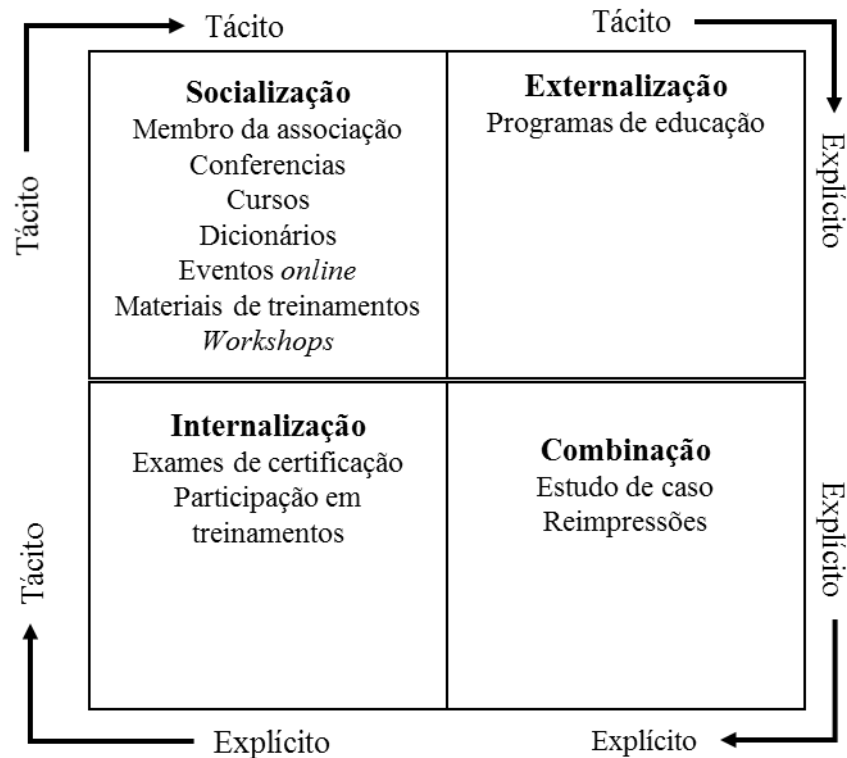 Tácito
Tácito
Tácito
Explícito
Socialização
Membro da associação
Conferencias
Cursos
Dicionários
Eventos online
Materiais de treinamentos
Workshops
Externalização
Programas de educação
Internalização
Exames de certificação
Participação em
treinamentos
Combinação
Estudo de caso
Reimpressões
Tácito
Explícito
Explícito
Explícito